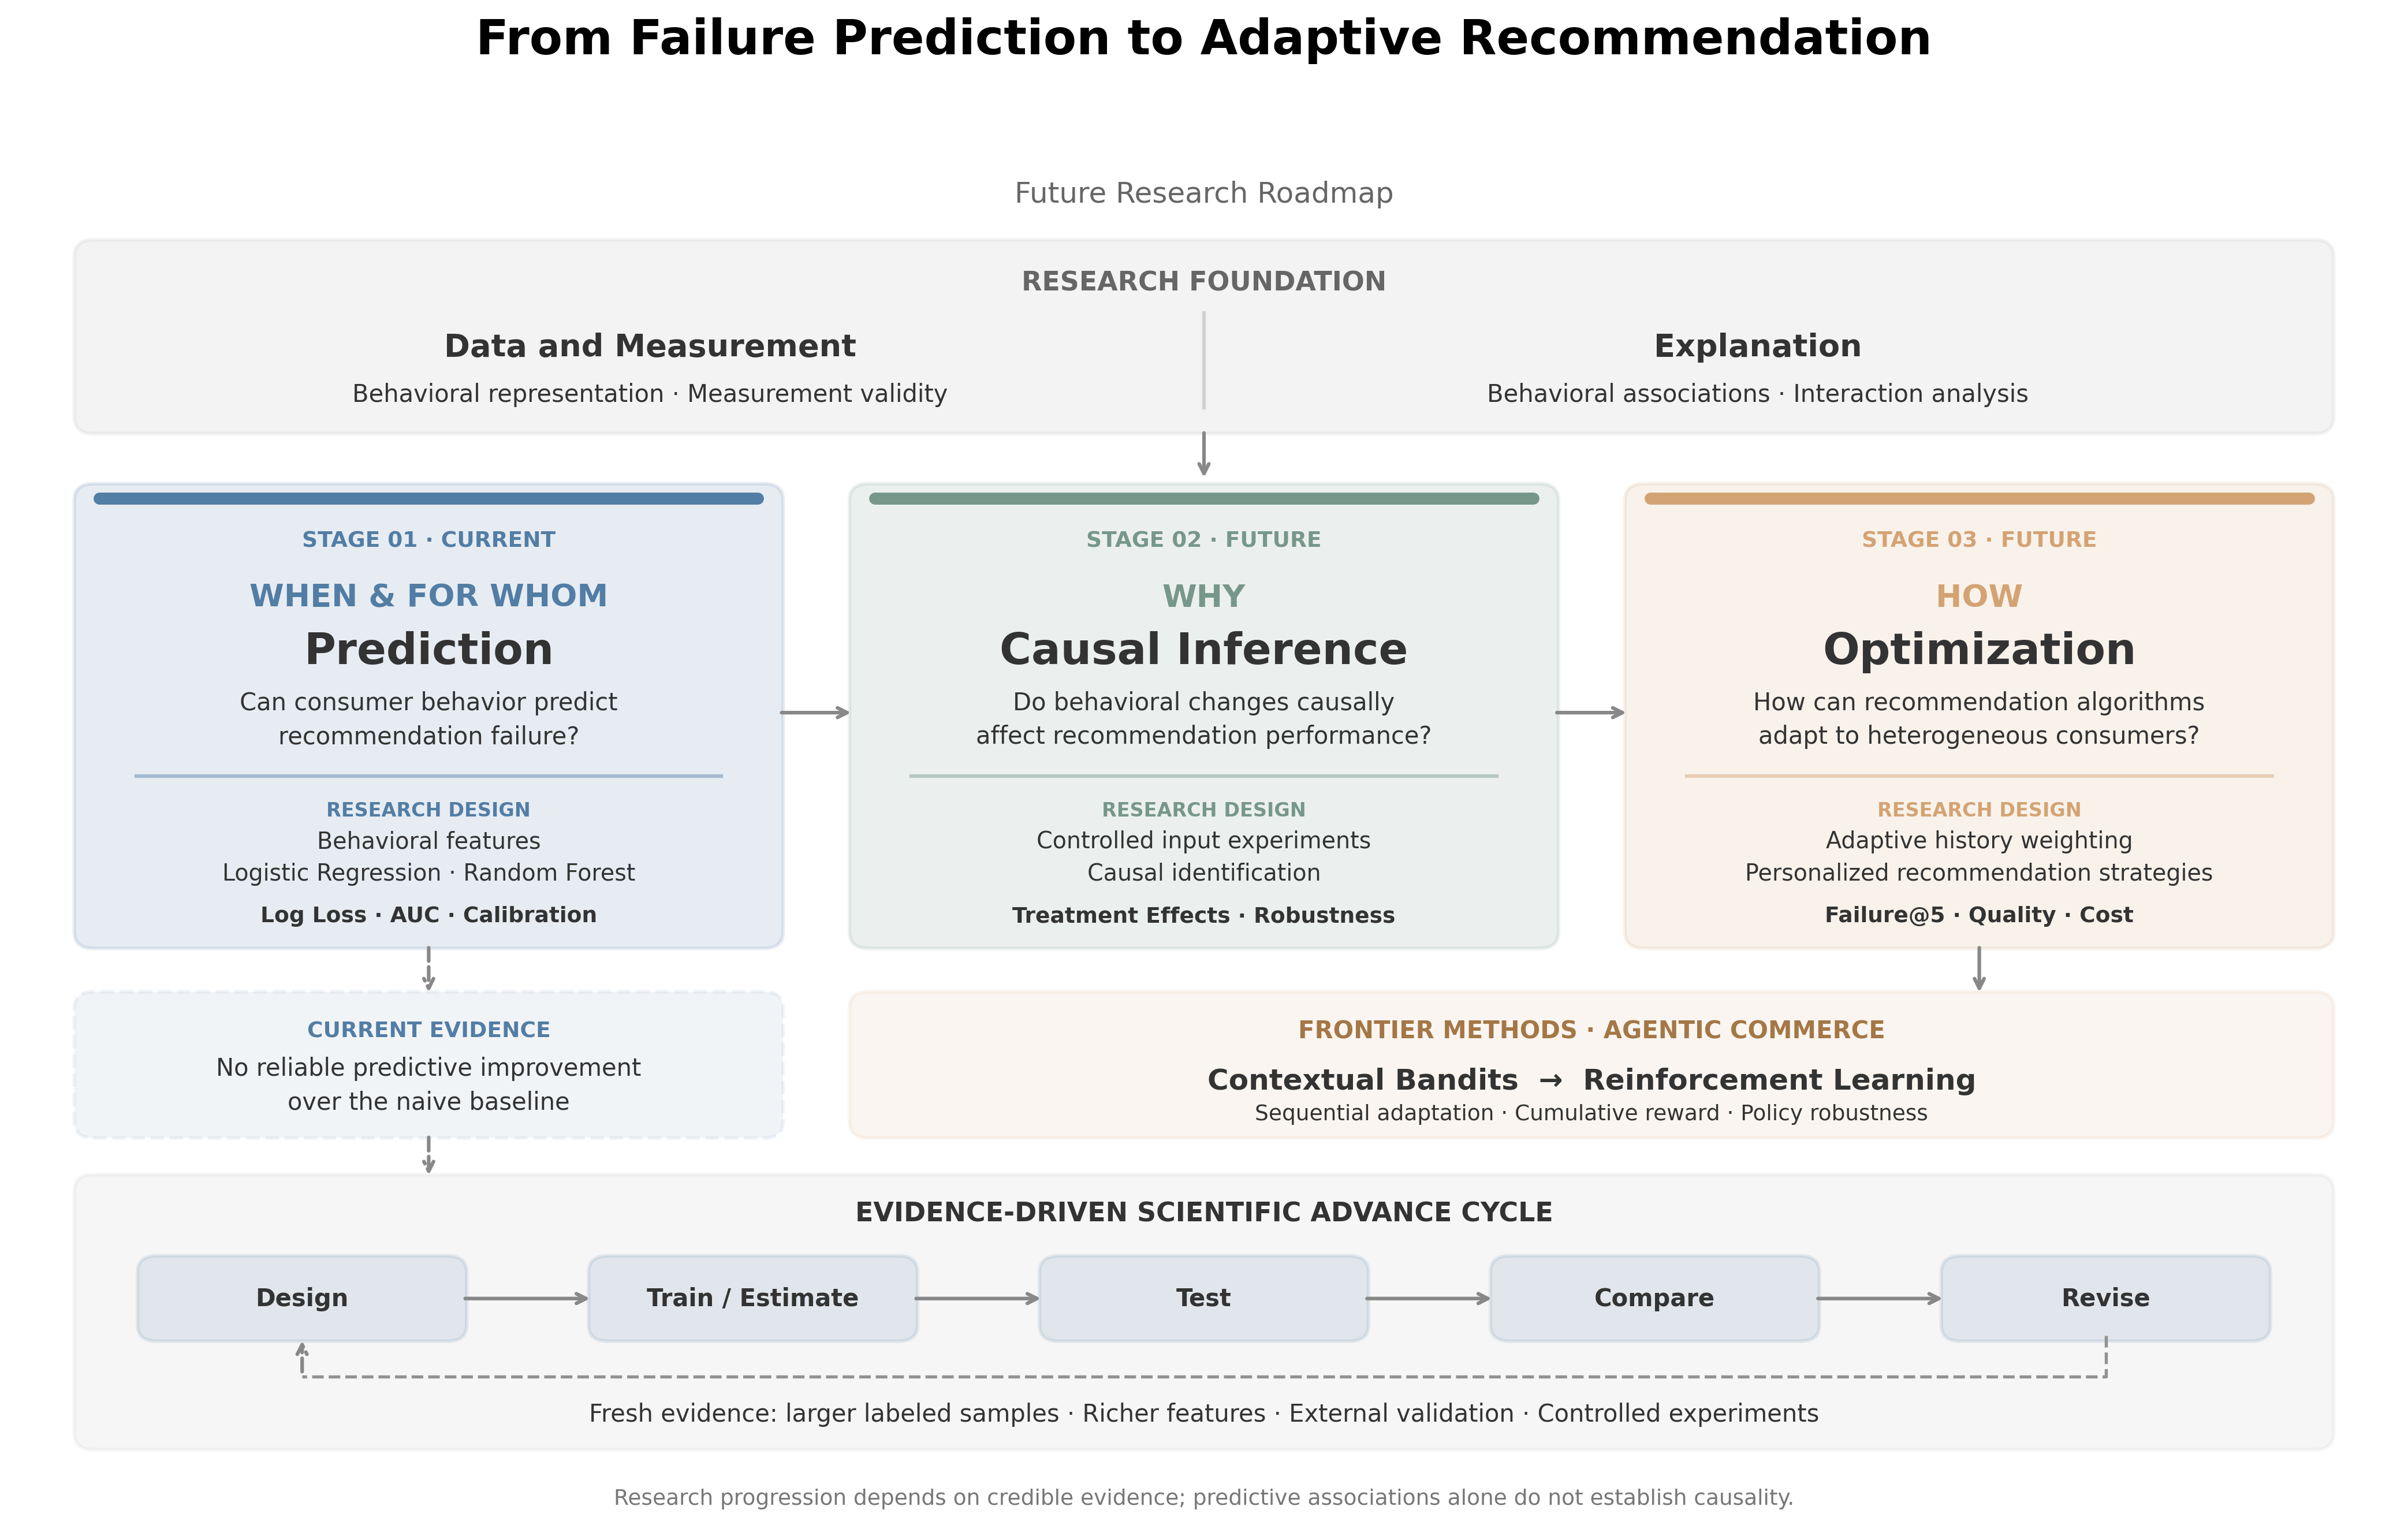 From Failure Prediction to Adaptive Recommendation
Future Research Roadmap
RESEARCH FOUNDATION
Data and Measurement
Behavioral representation · Measurement validity
Explanation
Behavioral associations · Interaction analysis
STAGE 01 · CURRENT
WHEN & FOR WHOM
Prediction
Can consumer behavior predict
recommendation failure?
RESEARCH DESIGN
Behavioral features
Logistic Regression · Random Forest
Log Loss · AUC · Calibration
STAGE 02 · FUTURE
WHY
Causal Inference
Do behavioral changes causally
affect recommendation performance?
RESEARCH DESIGN
Controlled input experiments
Causal identification
Treatment Effects · Robustness
STAGE 03 · FUTURE
HOW
Optimization
How can recommendation algorithms
adapt to heterogeneous consumers?
RESEARCH DESIGN
Adaptive history weighting
Personalized recommendation strategies
Failure@5 · Quality · Cost
CURRENT EVIDENCE
No reliable predictive improvement
over the naive baseline
FRONTIER METHODS · AGENTIC COMMERCE
Contextual Bandits → Reinforcement Learning
Sequential adaptation · Cumulative reward · Policy robustness
EVIDENCE-DRIVEN SCIENTIFIC ADVANCE CYCLE
Design
Train / Estimate
Test
Compare
Revise
Fresh evidence: larger labeled samples · Richer features · External validation · Controlled experiments
Research progression depends on credible evidence; predictive associations alone do not establish causality.